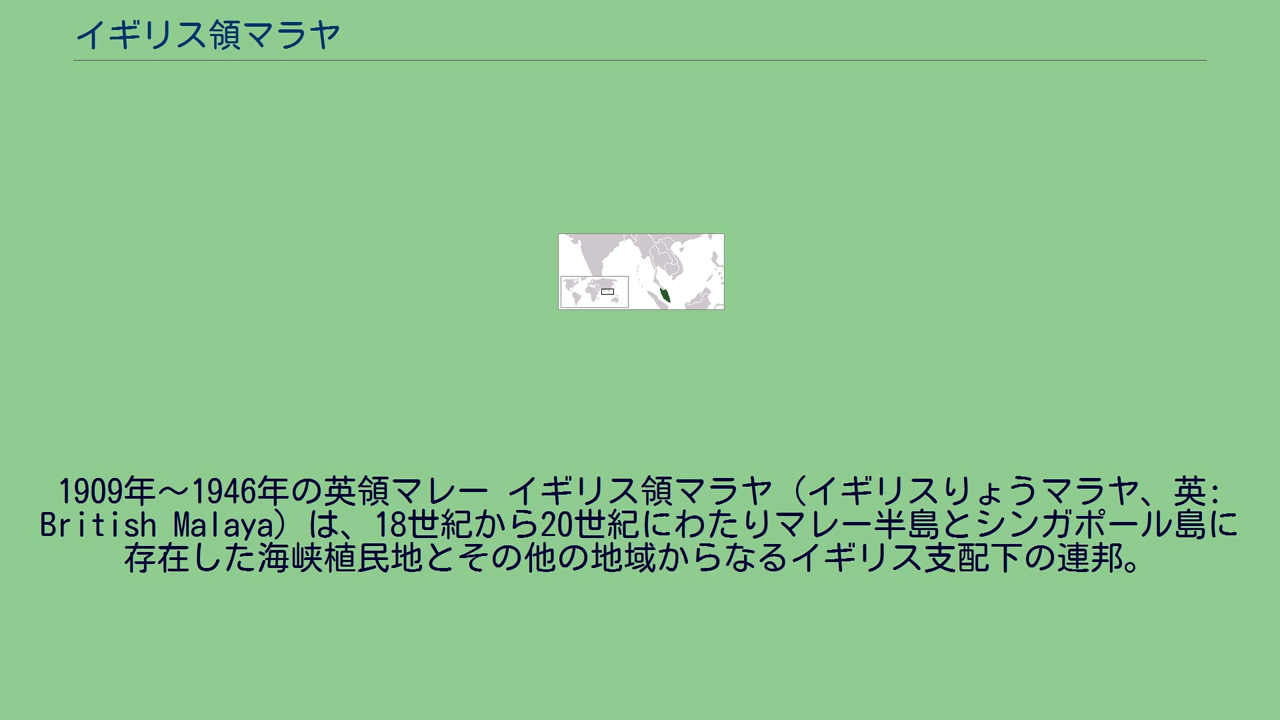 イギリス領マラヤ
1909年～1946年の英領マレー イギリス領マラヤ（イギリスりょうマラヤ、英:
British Malaya）は、18世紀から20世紀にわたりマレー半島とシンガポール島に
存在した海峡植民地とその他の地域からなるイギリス支配下の連邦。